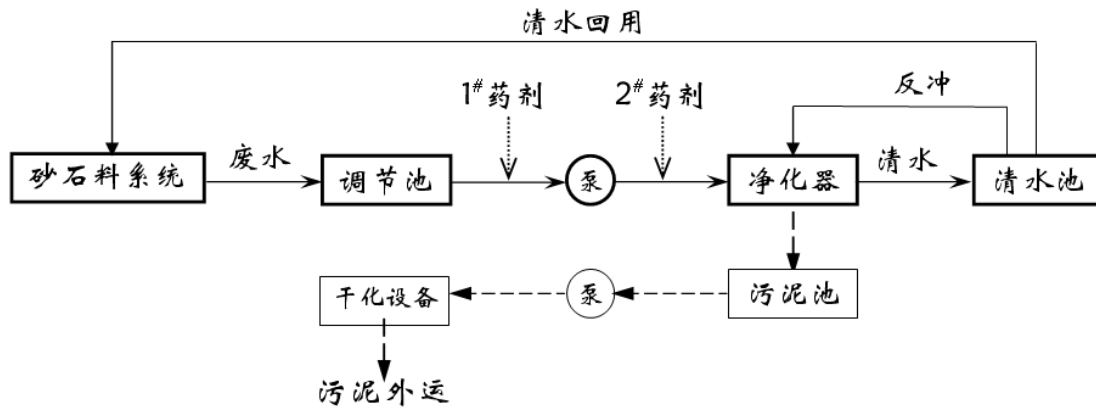 清水回用
1#药剂
2#药剂
反冲
砂石料系统
废水
调节池
泵
净化器
清水
清水池
干化设备
泵
污泥池
污泥外运